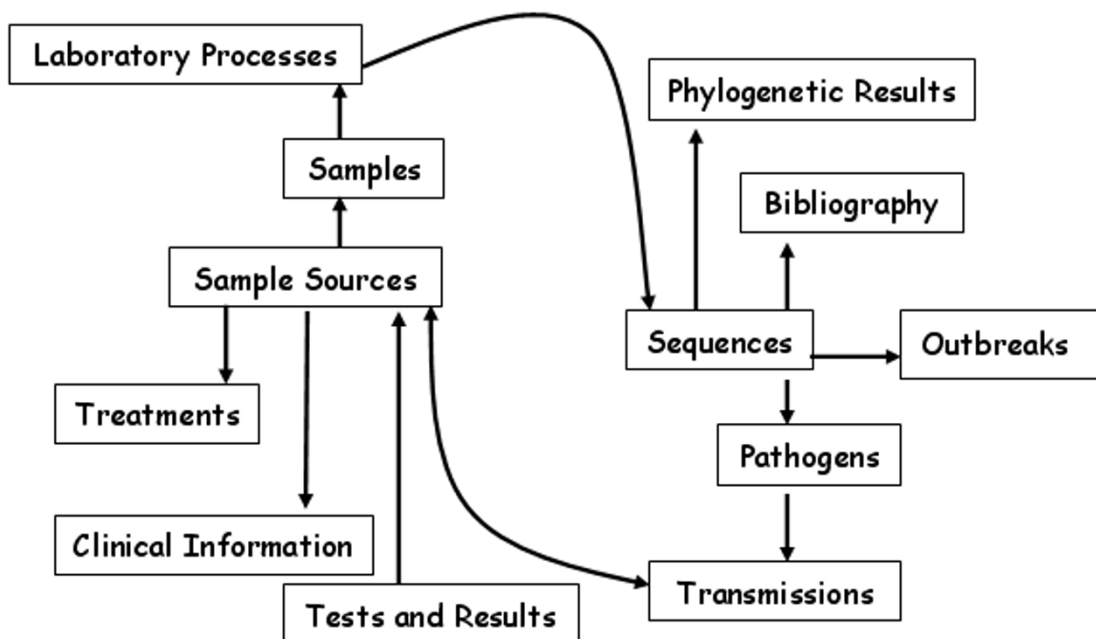 Laboratory Processes
Phylogenetic Results
Samples
Bibliography
Sample Sources
Sequences
Outbreaks
Treatments
Pathogens
Clinical Information
Transmissions
Tests and Results